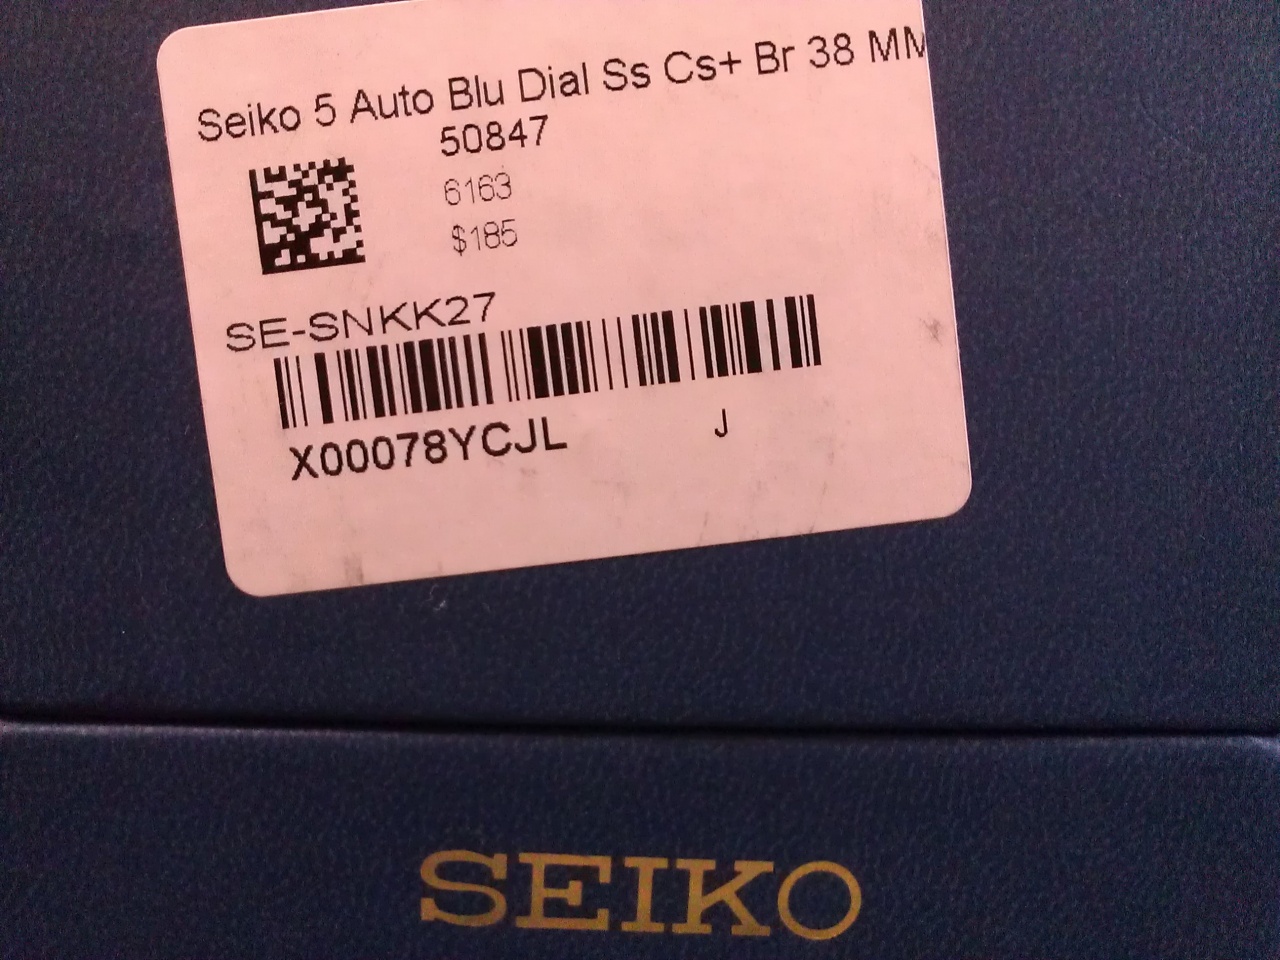 Seiko 5 Auto Blu Dial Ss Cs+ Br 38 MM
50847
6163
$185
SE-SNKK27
X00078YCJL J
SEIKO